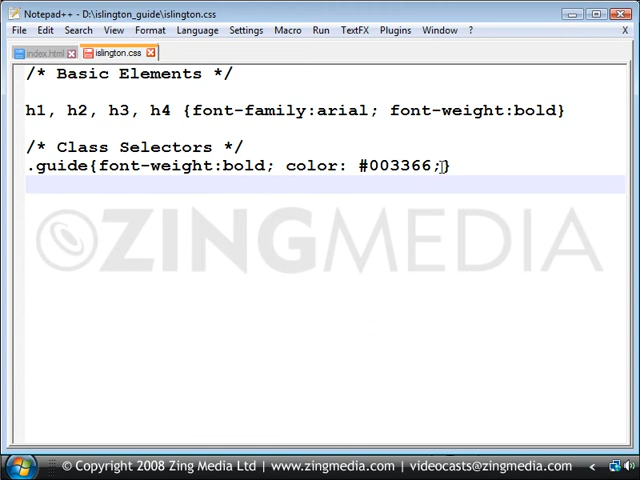 Notepad++ - D:\islington_guide\islington.css
File Edit Search View Format Language Settings Macro Run TextFX Plugins Window ? X
index.html islington.css
/* Basic Elements */
h1, h2, h3, h4 {font-family:arial; font-weight:bold}
/* Class Selectors */
.guide{font-weight:bold; color: #003366;}
ZINGMEDIA
© Copyright 2008 Zing Media Ltd | www.zingmedia.com | videocasts@zingmedia.com